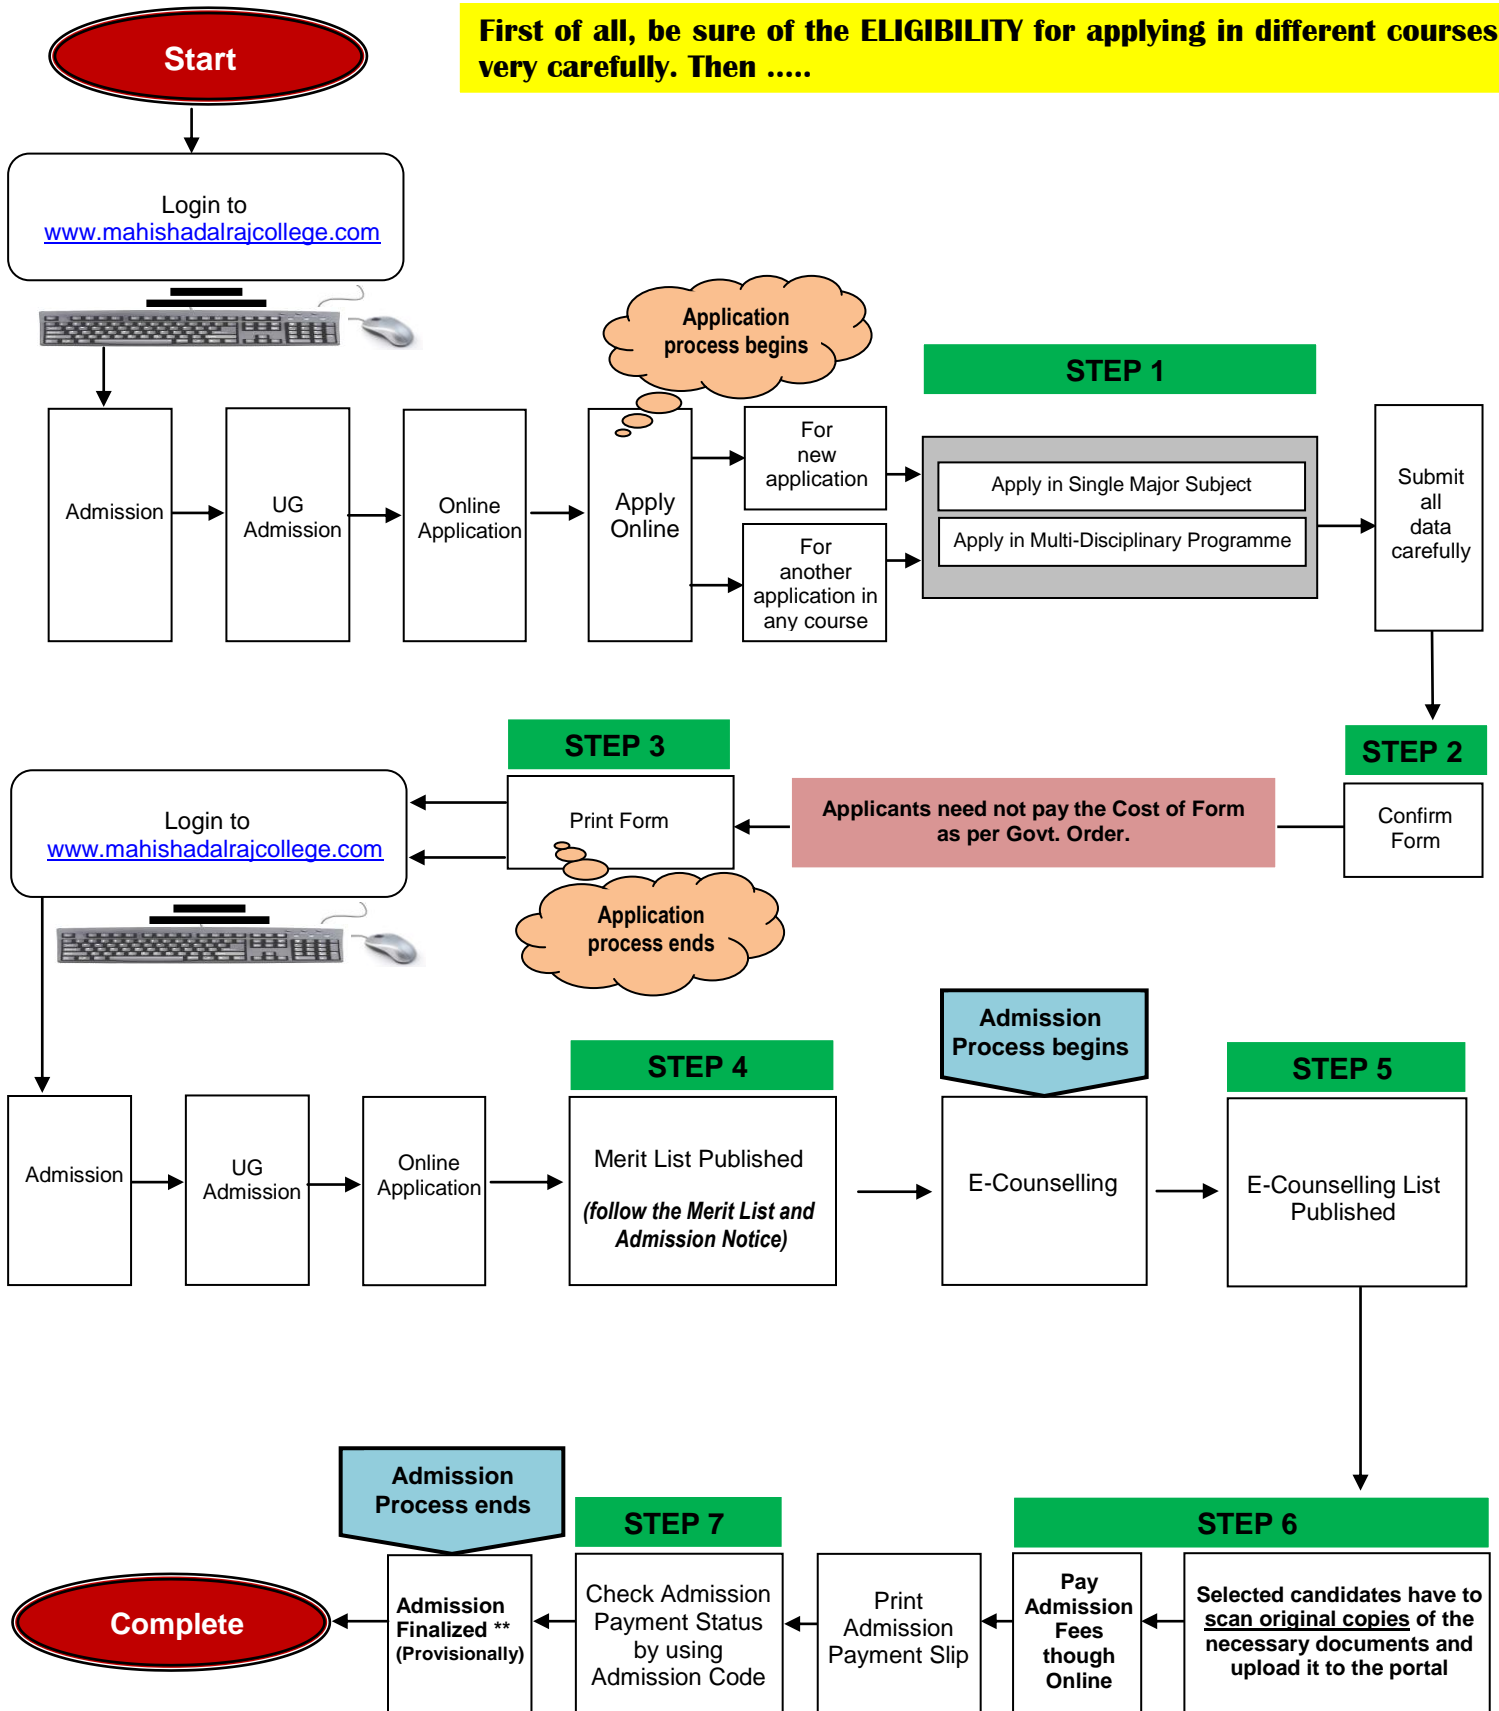 Start
First of all, be sure of the ELIGIBILITY for applying in different courses
very carefully. Then .....
Login to
www.mahishadalrajcollege.com
Application
process begins
STEP 1
Admission
UG
Admission
Online
Application
Apply
Online
For
new
application
For
another
application in
any course
Apply in Single Major Subject
Apply in Multi-Disciplinary Programme
Submit
all
data
carefully
STEP 2
Confirm
Form
Applicants need not pay the Cost of Form
as per Govt. Order.
STEP 3
Print Form
Application
process ends
Login to
www.mahishadalrajcollege.com
Admission
UG
Admission
Online
Application
STEP 4
Merit List Published
(follow the Merit List and
Admission Notice)
Admission
Process begins
E-Counselling
STEP 5
E-Counselling List
Published
STEP 6
Selected candidates have to
scan original copies of the
necessary documents and
upload it to the portal
Pay
Admission
Fees
though
Online
Print
Admission
Payment Slip
STEP 7
Check Admission
Payment Status
by using
Admission Code
Admission
Process ends
Admission
Finalized **
(Provisionally)
Complete